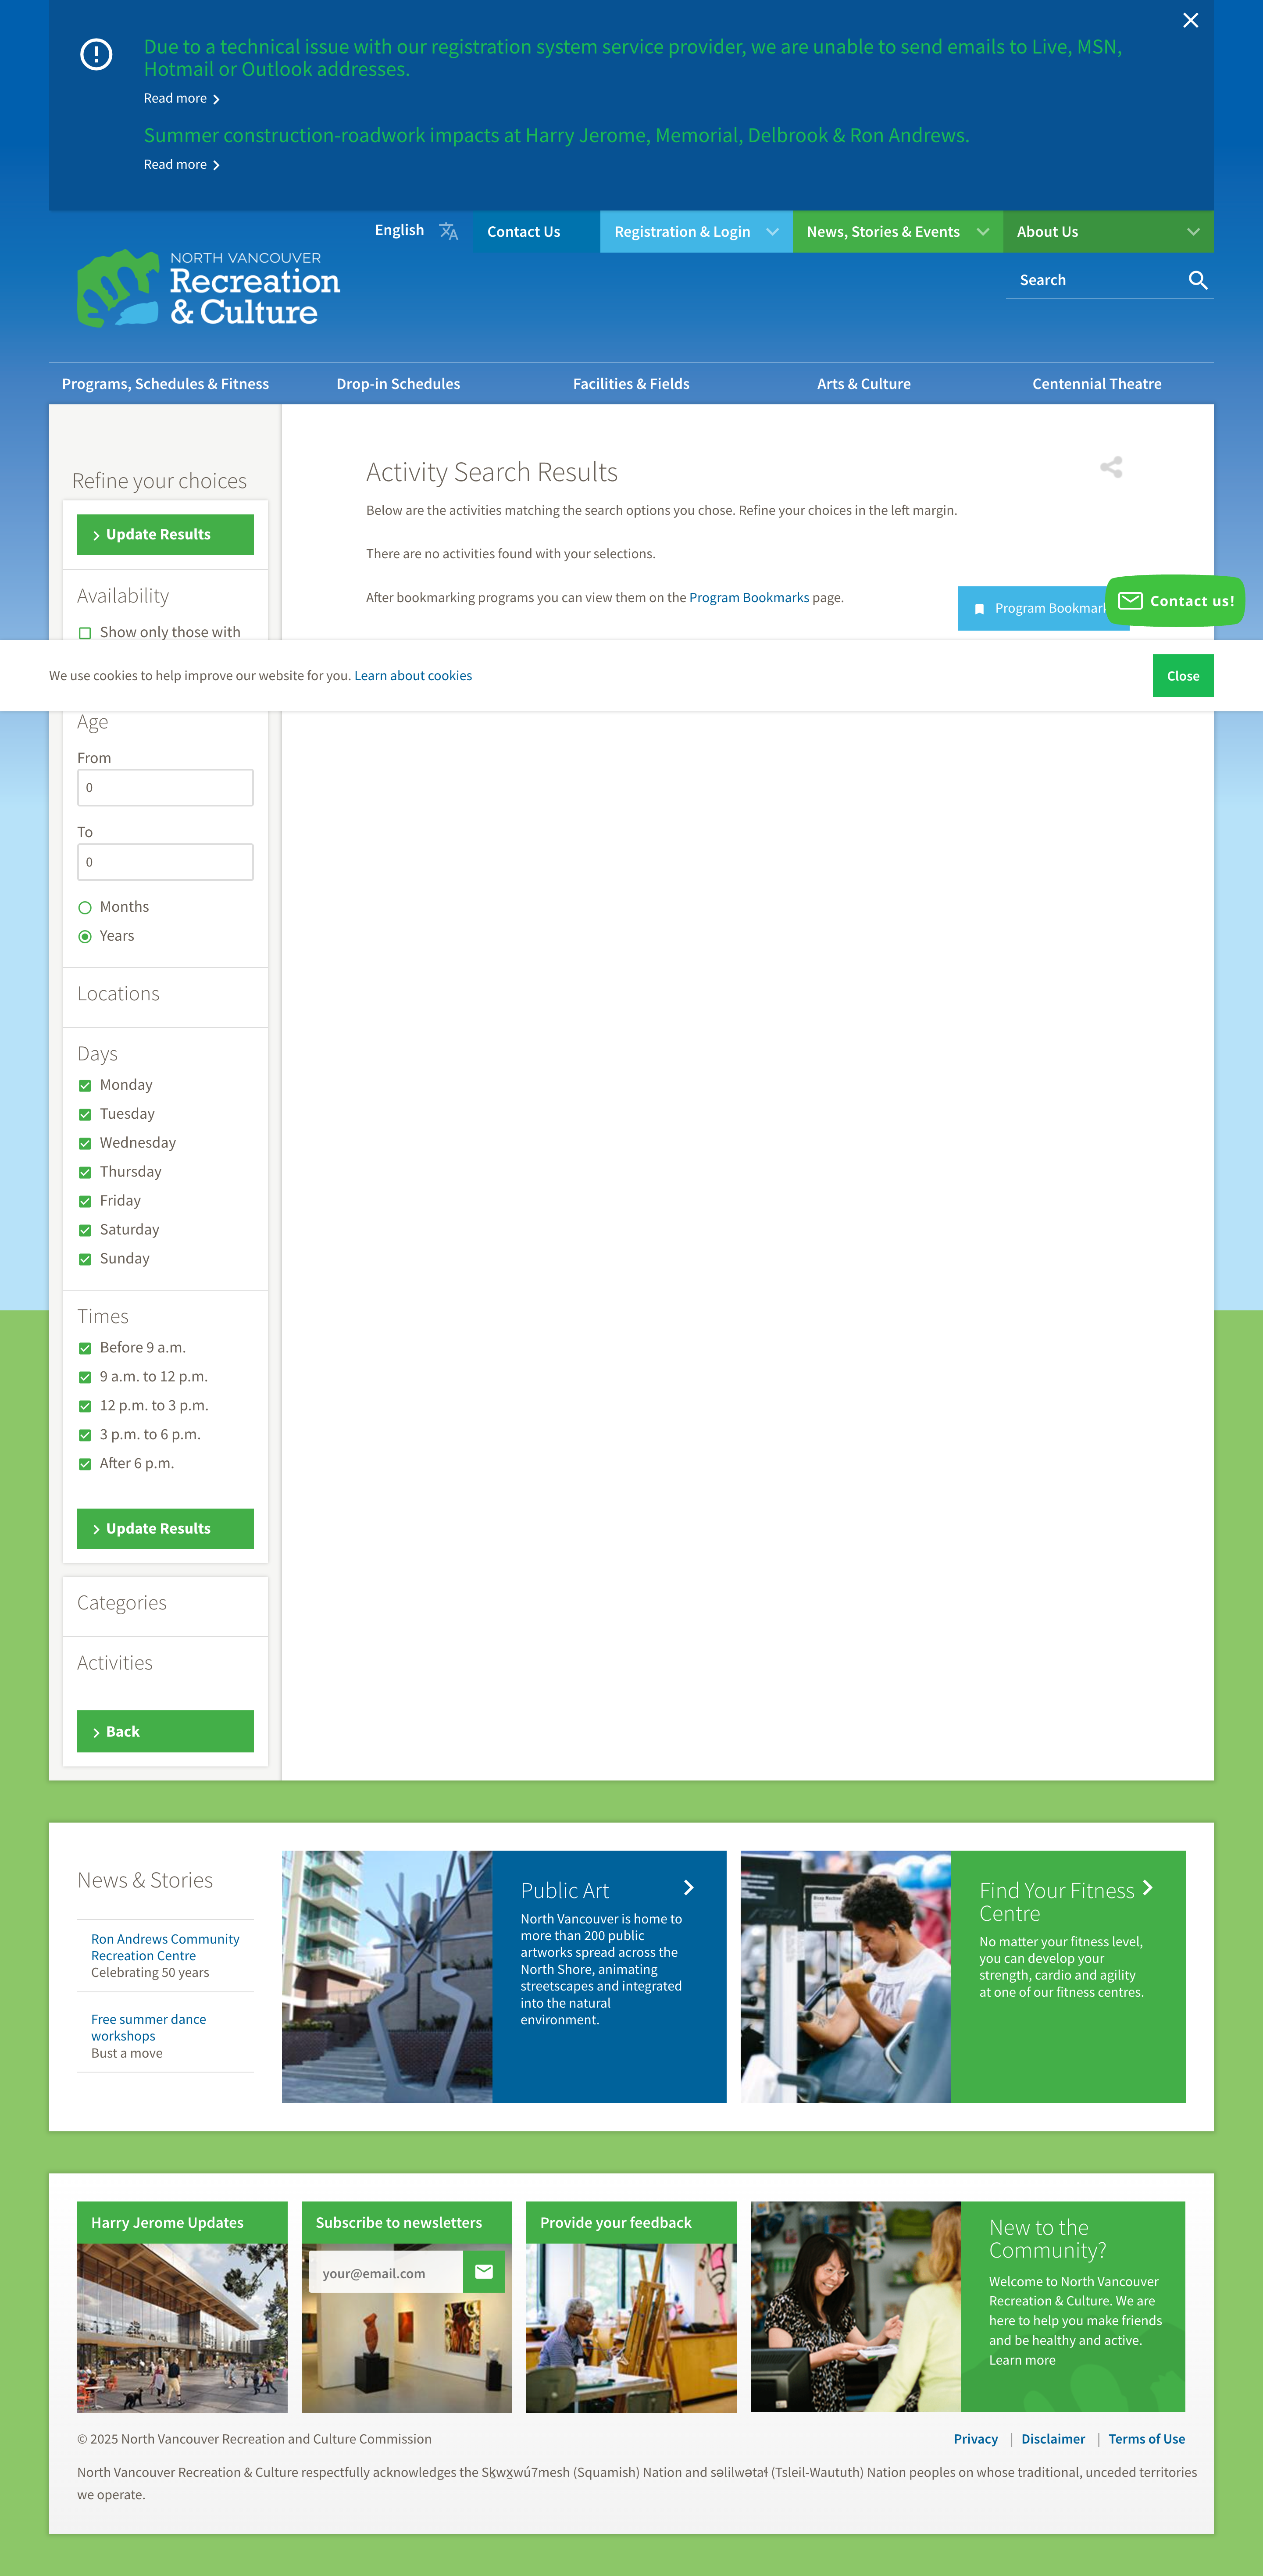 Due to a technical issue with our registration system service provider, we are unable to send emails to Live, MSN,
Hotmail or Outlook addresses.
Read more
Summer construction-roadwork impacts at Harry Jerome, Memorial, Delbrook & Ron Andrews.
Read more
English
Contact Us
Registration & Login
News, Stories & Events
About Us
NORTH VANCOUVER
Recreation
& Culture
Search
Programs, Schedules & Fitness
Drop-in Schedules
Facilities & Fields
Arts & Culture
Centennial Theatre
Refine your choices
Update Results
Availability
Show only those with
Activity Search Results
Below are the activities matching the search options you chose. Refine your choices in the left margin.
There are no activities found with your selections.
After bookmarking programs you can view them on the Program Bookmarks page.
Program Bookmar
Contact us!
We use cookies to help improve our website for you. Learn about cookies
Close
Age
From
0
To
0
Months
Years
Locations
Days
Monday
Tuesday
Wednesday
Thursday
Friday
Saturday
Sunday
Times
Before 9 a.m.
9 a.m. to 12 p.m.
12 p.m. to 3 p.m.
3 p.m. to 6 p.m.
After 6 p.m.
Update Results
Categories
Activities
Back
News & Stories
Ron Andrews Community
Recreation Centre
Celebrating 50 years
Free summer dance
workshops
Bust a move
Public Art
North Vancouver is home to
more than 200 public
artworks spread across the
North Shore, animating
streetscapes and integrated
into the natural
environment.
Find Your Fitness
Centre
No matter your fitness level,
you can develop your
strength, cardio and agility
at one of our fitness centres.
Harry Jerome Updates
Subscribe to newsletters
your@email.com
Provide your feedback
New to the
Community?
Welcome to North Vancouver
Recreation & Culture. We are
here to help you make friends
and be healthy and active.
Learn more
© 2025 North Vancouver Recreation and Culture Commission
Privacy | Disclaimer | Terms of Use
North Vancouver Recreation & Culture respectfully acknowledges the Sḵwx̱wú7mesh (Squamish) Nation and səlilwətaɬ (Tsleil-Waututh) Nation peoples on whose traditional, unceded territories
we operate.